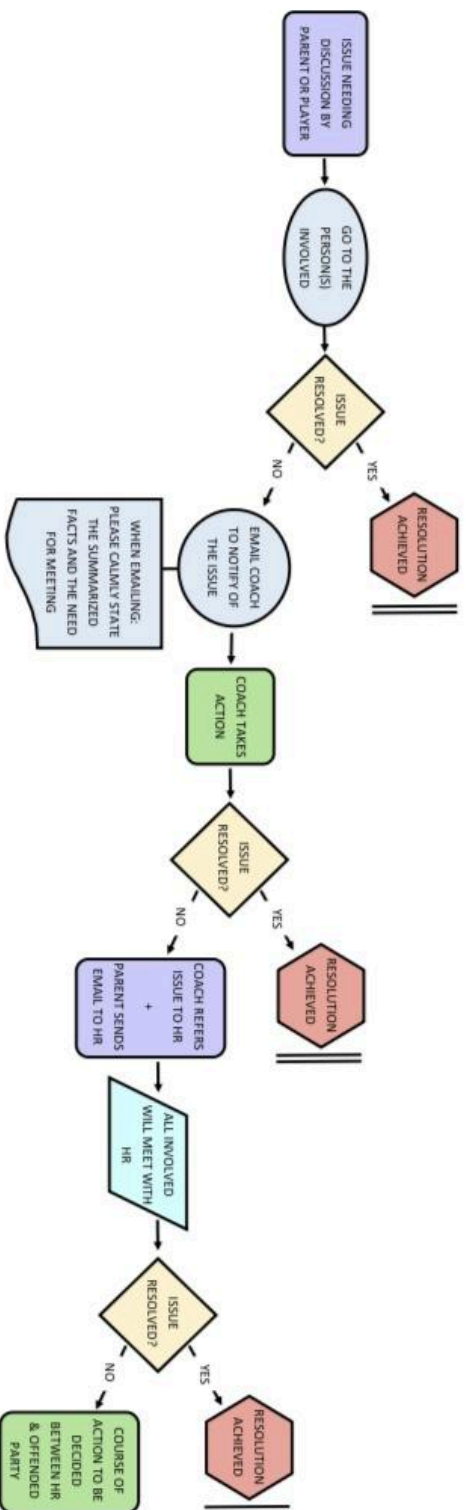 ISSUE NEEDING
DISCUSSION BY
PARENT OR PLAYER
GO TO THE
PERSON(S)
INVOLVED
ISSUE
RESOLVED?
YES
RESOLUTION
ACHIEVED
NO
EMAIL COACH
TO NOTIFY OF
THE ISSUE
WHEN EMAILING:
PLEASE CALMLY STATE
THE SUMMARIZED
FACTS AND THE NEED
FOR MEETING
COACH TAKES
ACTION
ISSUE
RESOLVED?
YES
RESOLUTION
ACHIEVED
NO
COACH REFERS
ISSUE TO HR
+
PARENT SENDS
EMAIL TO HR
ALL INVOLVED
WILL MEET WITH
HR
ISSUE
RESOLVED?
YES
RESOLUTION
ACHIEVED
NO
COURSE OF
ACTION TO BE
DECIDED
BETWEEN HR
& OFFENDED
PARTY